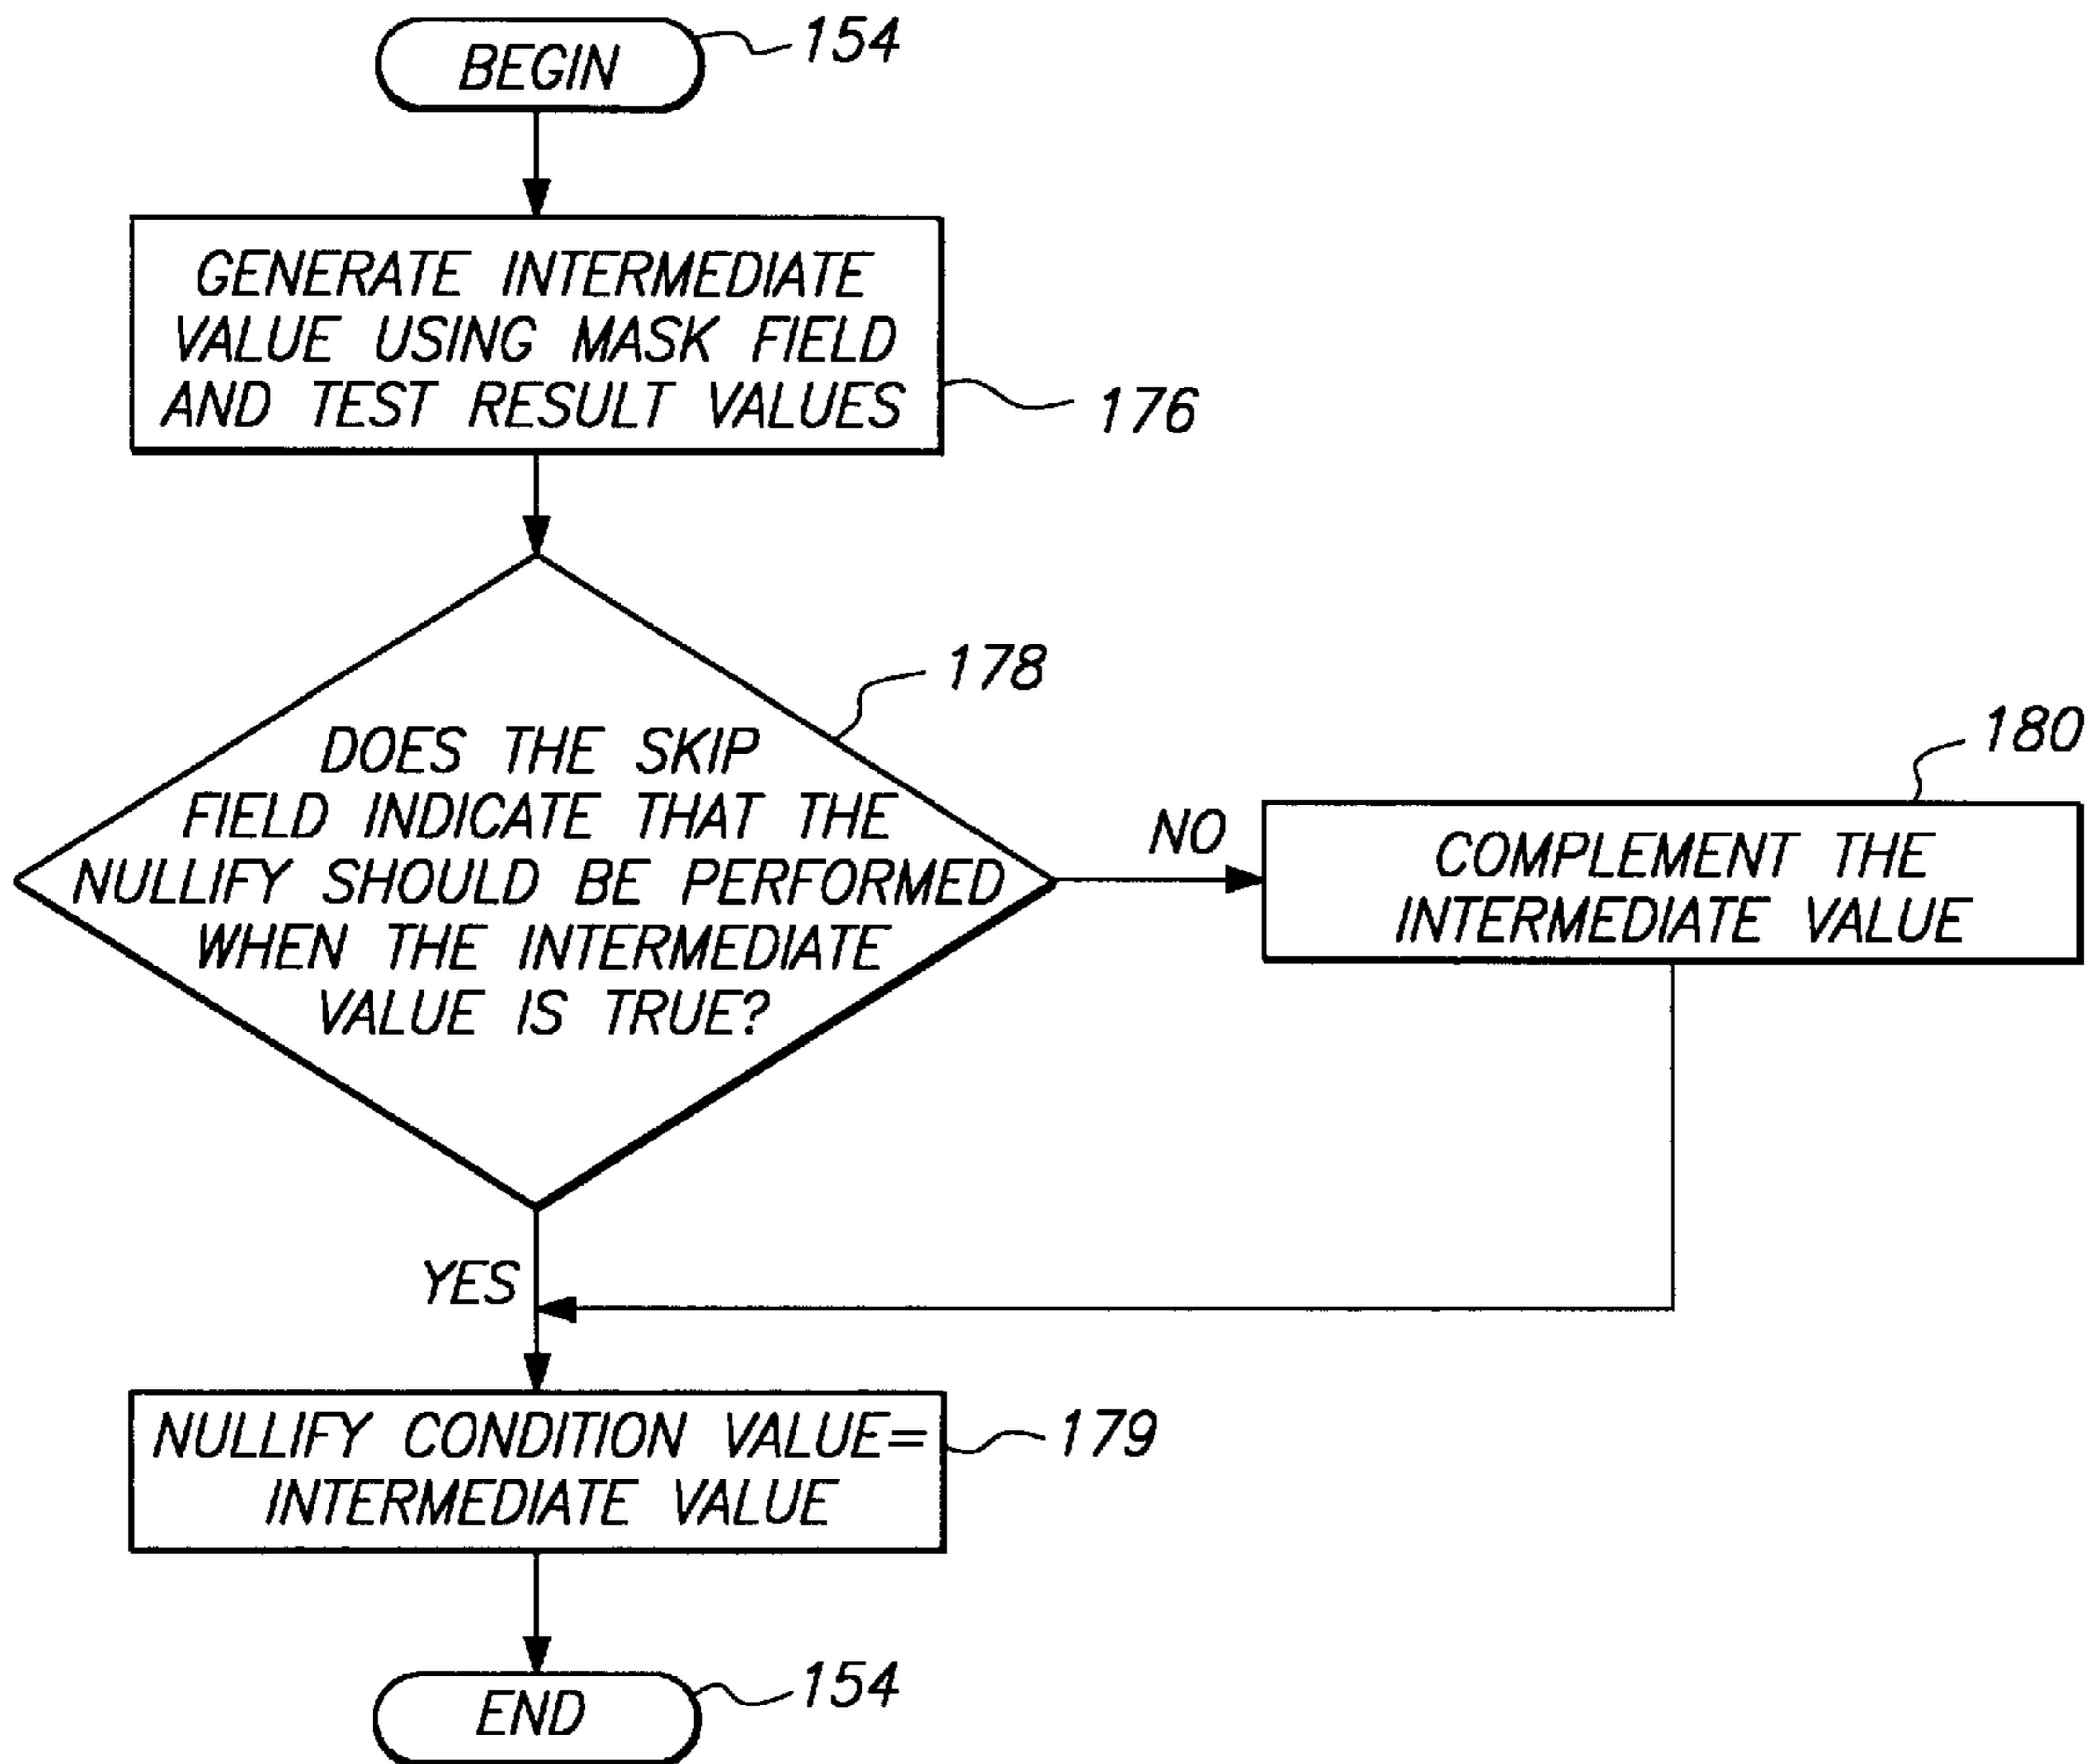 BEGIN
154
GENERATE INTERMEDIATE
VALUE USING MASK FIELD
AND TEST RESULT VALUES
176
178
DOES THE SKIP
FIELD INDICATE THAT THE
NULLIFY SHOULD BE PERFORMED
WHEN THE INTERMEDIATE
VALUE IS TRUE?
NO
180
COMPLEMENT THE
INTERMEDIATE VALUE
YES
NULLIFY CONDITION VALUE=
INTERMEDIATE VALUE
179
END
154